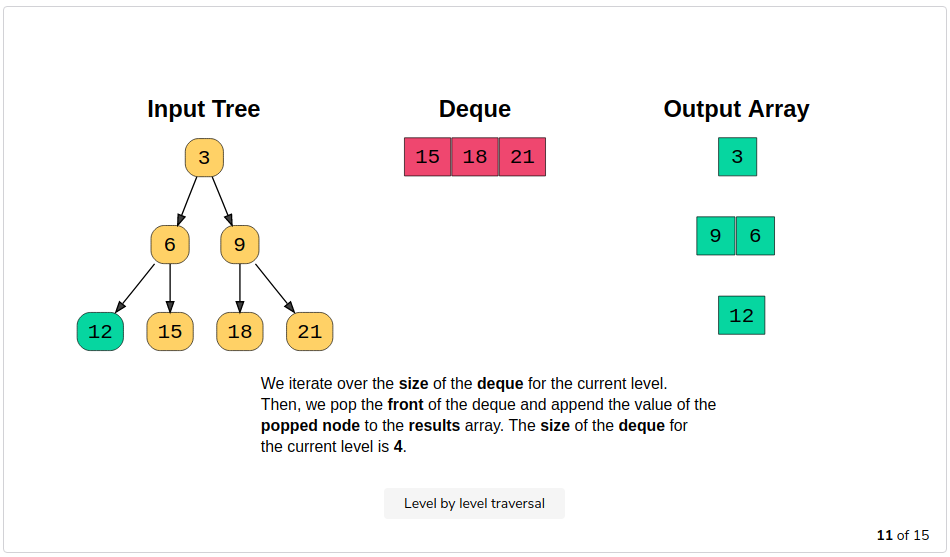 Input Tree
Deque
Output Array
3
15 18 21
3
6
9
9 6
12
15
18
21
12
We iterate over the size of the deque for the current level.
Then, we pop the front of the deque and append the value of the
popped node to the results array. The size of the deque for
the current level is 4.
Level by level traversal
11 of 15